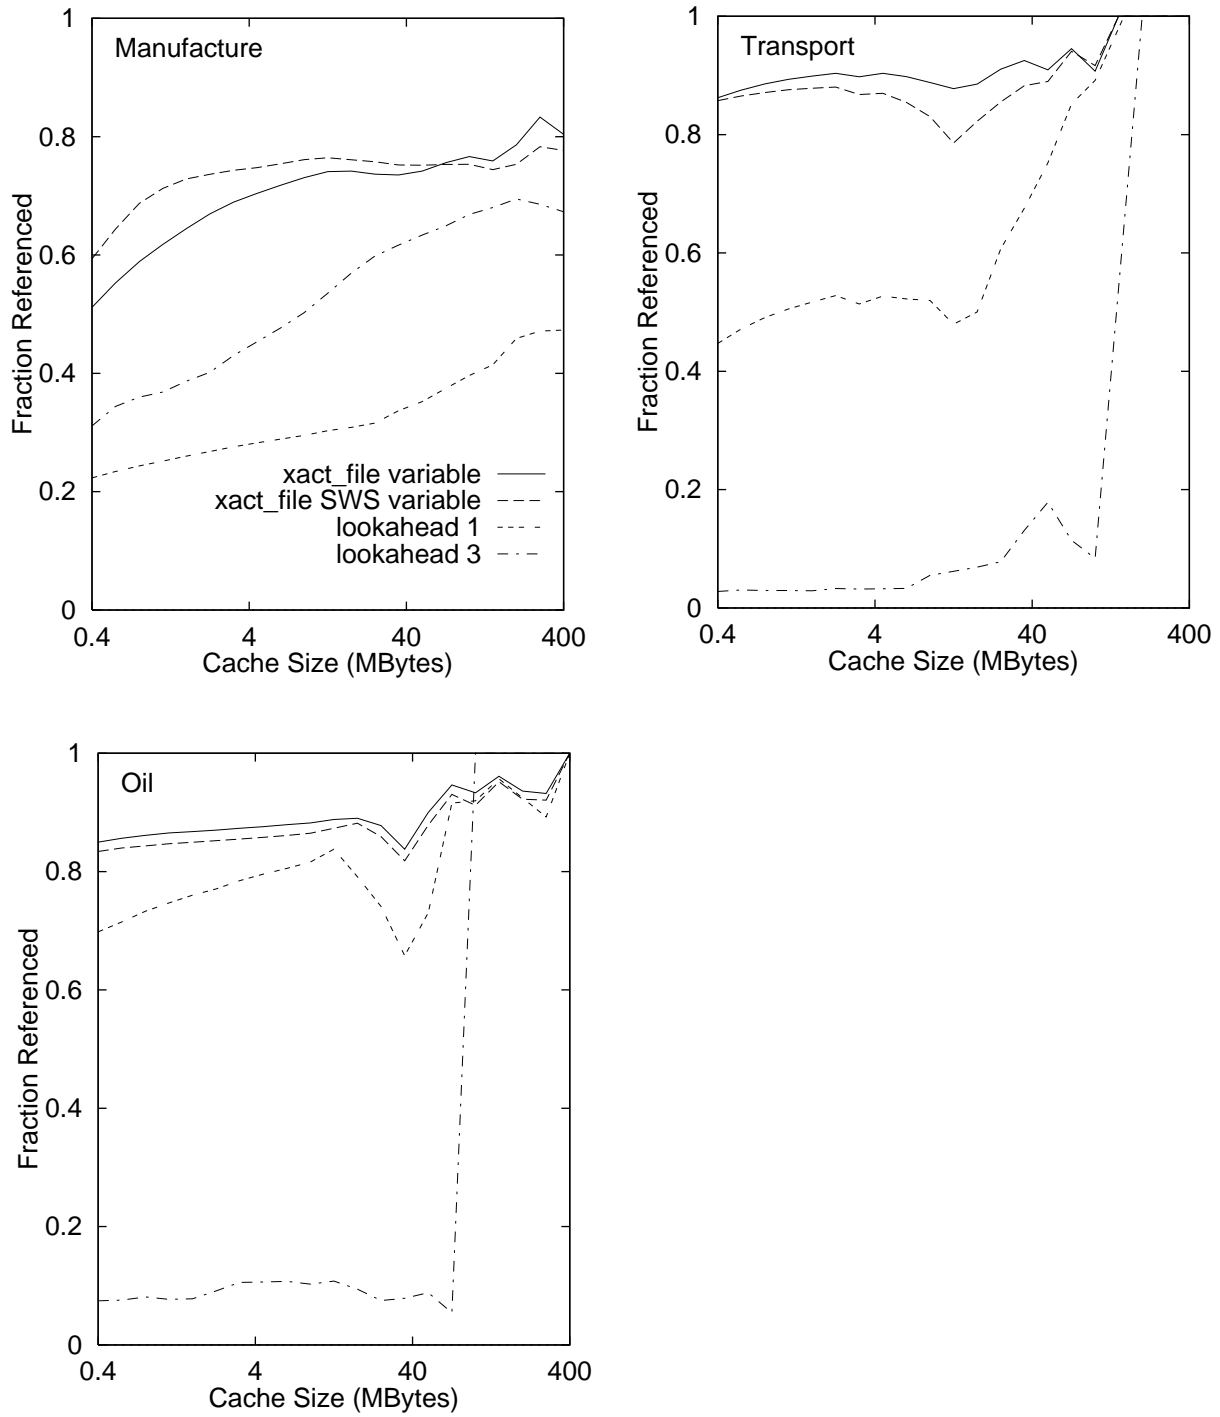 Manufacture
1
0.8
0.6
0.4
0.2
0
Fraction Referenced
xact_file variable
xact_file SWS variable
lookahead 1
lookahead 3
0.4 4 40 400
Cache Size (MBytes)
Transport
1
0.8
0.6
0.4
0.2
0
Fraction Referenced
0.4 4 40 400
Cache Size (MBytes)
Oil
1
0.8
0.6
0.4
0.2
0
Fraction Referenced
0.4 4 40 400
Cache Size (MBytes)